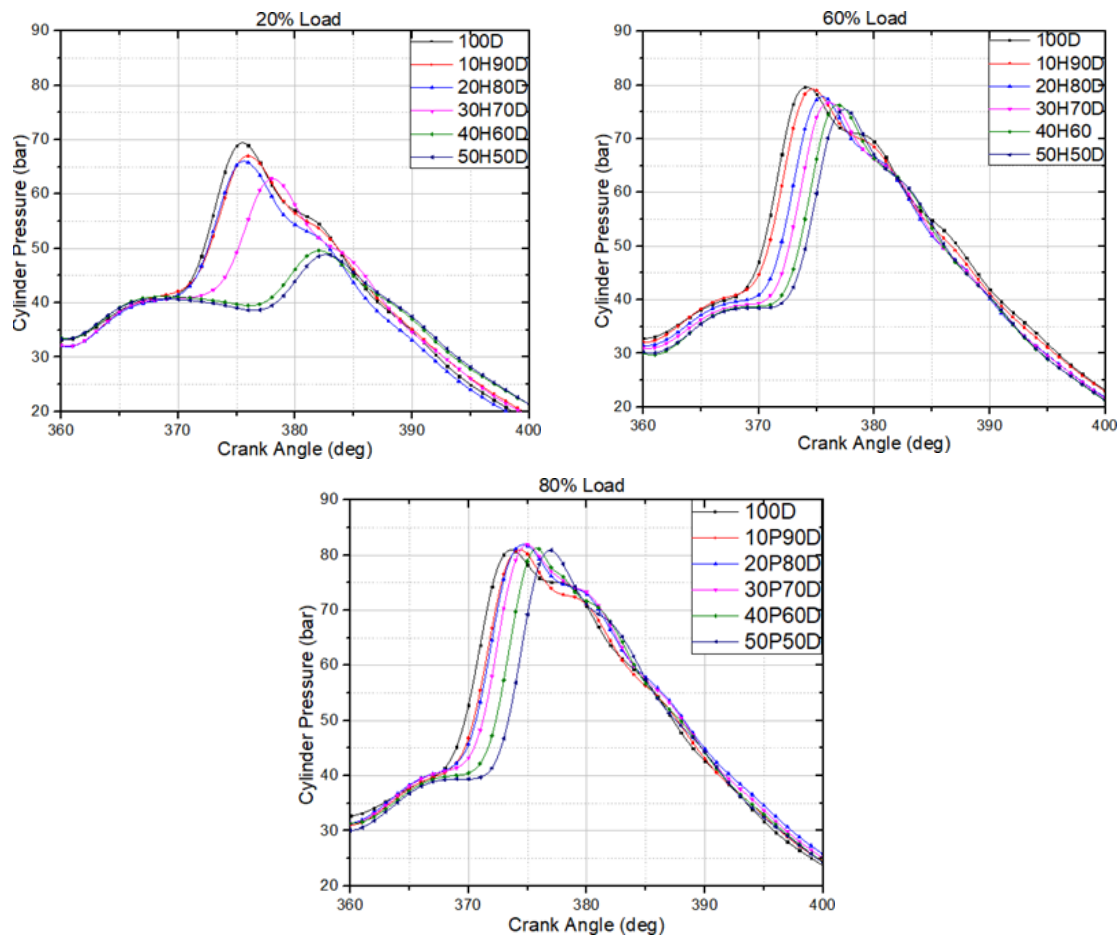 20% Load
90
80
70
60
50
40
30
20
Cylinder Pressure (bar)
360
370
380
390
400
Crank Angle (deg)
100D
10H90D
20H80D
30H70D
40H60D
50H50D
60% Load
90
80
70
60
50
40
30
20
Cylinder Pressure (bar)
360
370
380
390
400
Crank Angle (deg)
100D
10H90D
20H80D
30H70D
40H60
50H50D
80% Load
90
80
70
60
50
40
30
20
Cylinder Pressure (bar)
360
370
380
390
400
Crank Angle (deg)
100D
10P90D
20P80D
30P70D
40P60D
50P50D